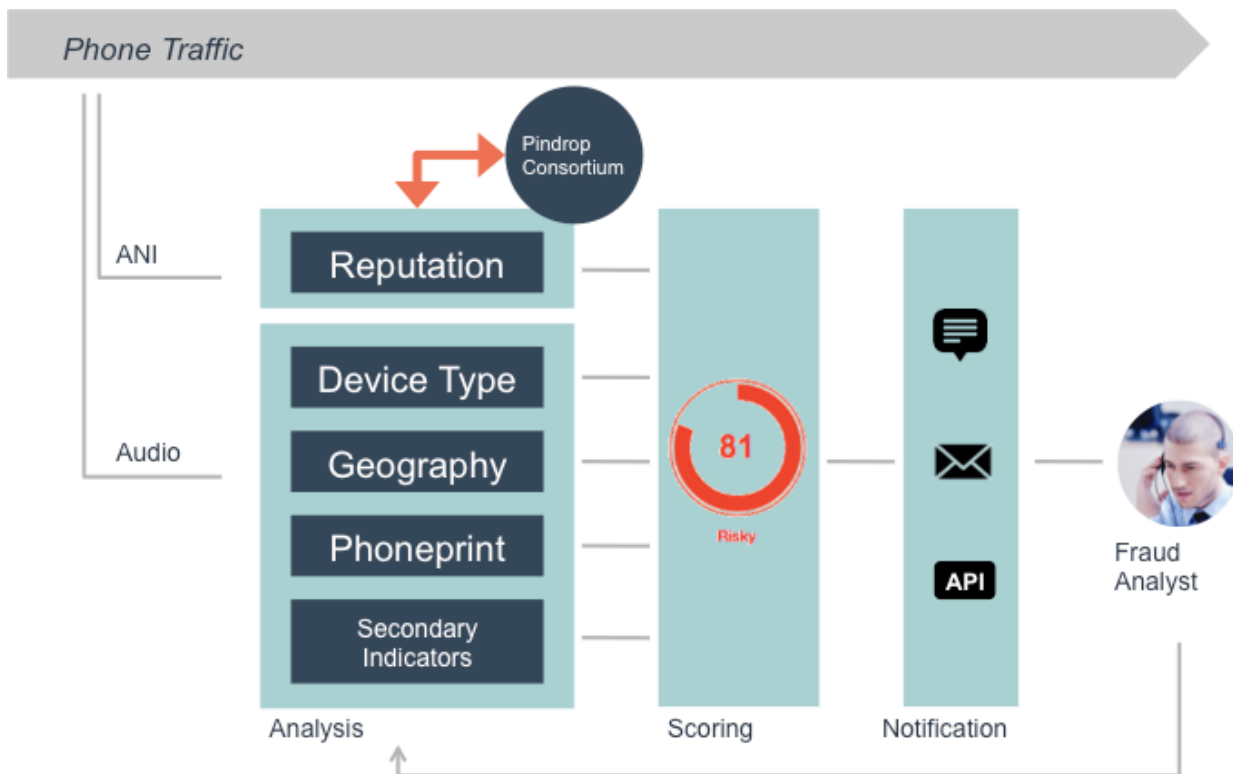 Phone Traffic
Pindrop
Consortium
ANI
Reputation
Device Type
Audio
Geography
Phoneprint
Secondary
Indicators
81
Risky
API
Fraud
Analyst
Analysis
Scoring
Notification